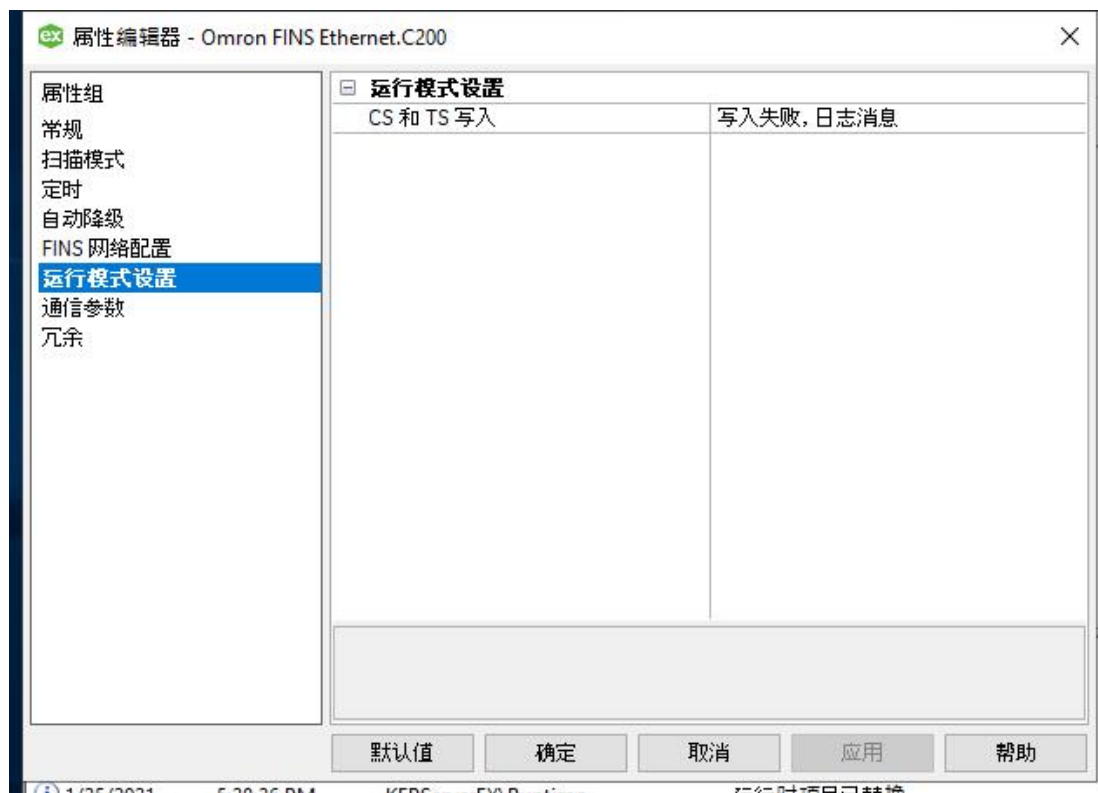 属性编辑器 - Omron FINS Ethernet.C200
属性组
常规
扫描模式
定时
自动降级
FINS 网络配置
运行模式设置
通信参数
冗余
运行模式设置
CS 和 TS 写入 写入失败, 日志消息
默认值 确定 取消 应用 帮助